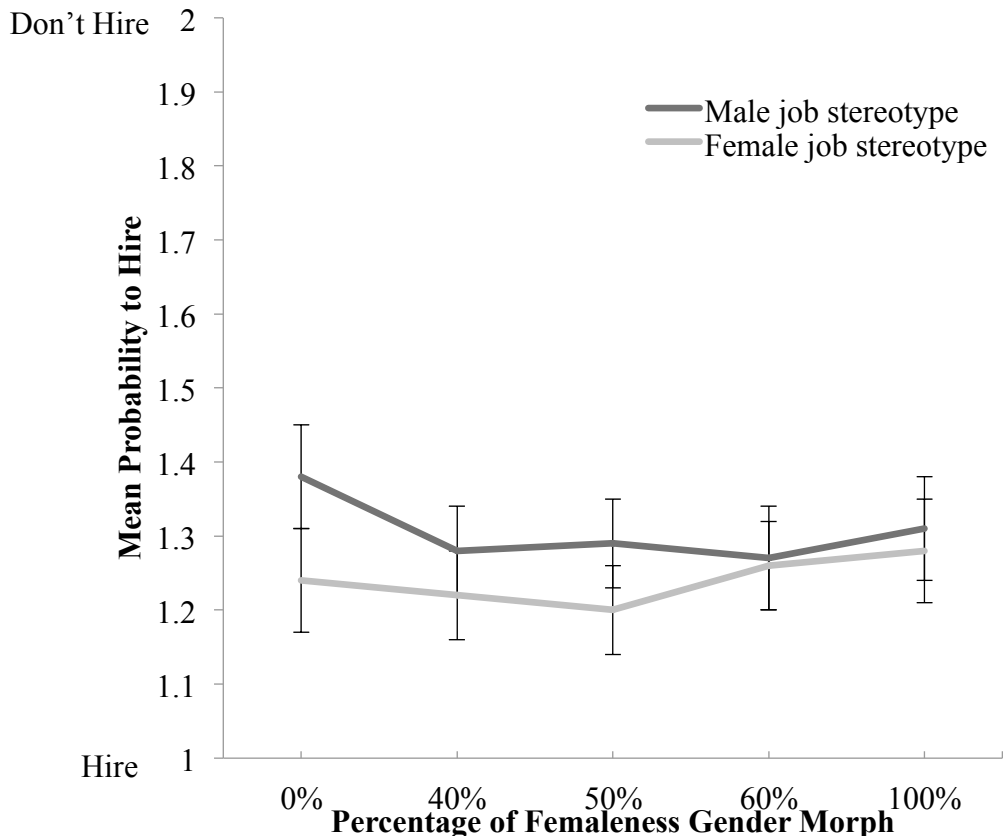 Don’t Hire
2
1.9
1.8
1.7
1.6
1.5
1.4
1.3
1.2
1.1
1
Hire
Mean Probability to Hire
Male job stereotype
Female job stereotype
0% 40% 50% 60% 100%
Percentage of Femaleness Gender Morph